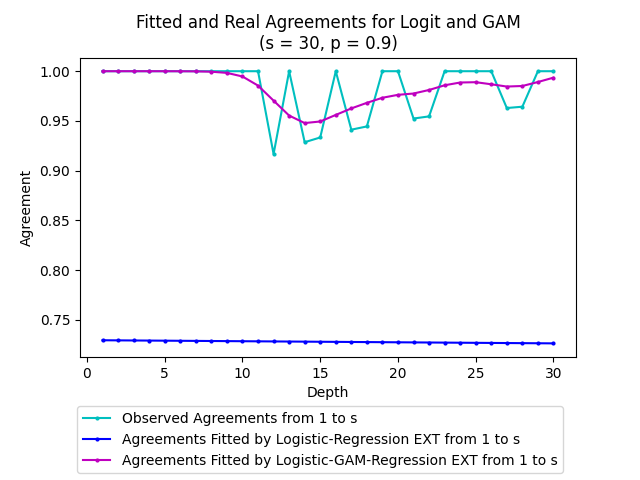 Fitted and Real Agreements for Logit and GAM
(s = 30, p = 0.9)
1.00
0.95
0.90
0.85
0.80
0.75
Agreement
0 5 10 15 20 25 30
Depth
Observed Agreements from 1 to s
Agreements Fitted by Logistic-Regression EXT from 1 to s
Agreements Fitted by Logistic-GAM-Regression EXT from 1 to s